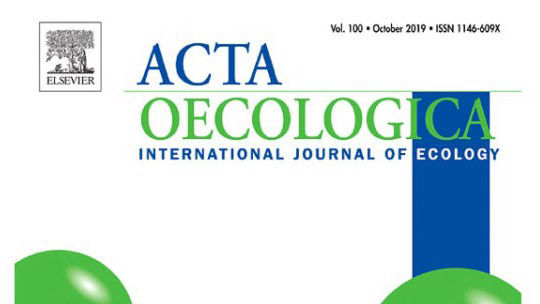 Vol. 100 • October 2019 • ISSN 1146-609X
ELSEVIER
ACTA
OECOLOGICA
INTERNATIONAL JOURNAL OF ECOLOGY